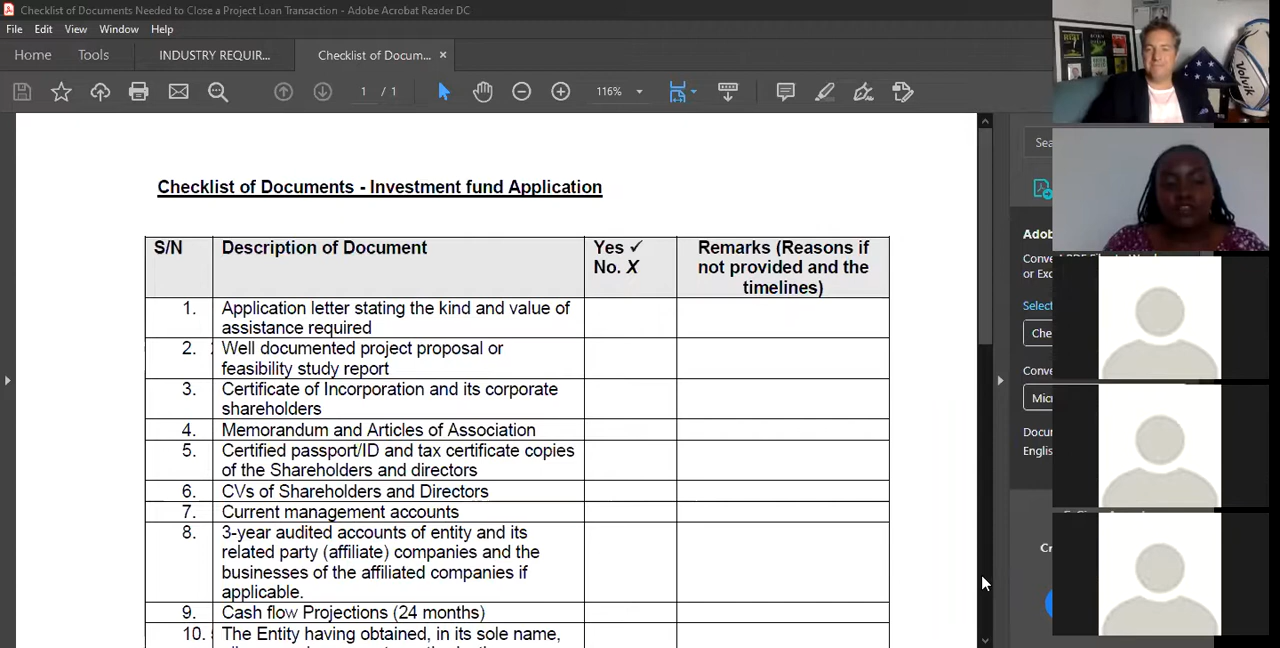 Checklist of Documents Needed to Close a Project Loan Transaction - Adobe Acrobat Reader DC
File Edit View Window Help
Home Tools INDUSTRY REQUIR... Checklist of Docum... ×
1 / 1 116%
Checklist of Documents - Investment fund Application
S/N Description of Document Yes ✓ Remarks (Reasons if
No. X not provided and the
timelines)
1. Application letter stating the kind and value of
assistance required
2. Well documented project proposal or
feasibility study report
3. Certificate of Incorporation and its corporate
shareholders
4. Memorandum and Articles of Association
5. Certified passport/ID and tax certificate copies
of the Shareholders and directors
6. CVs of Shareholders and Directors
7. Current management accounts
8. 3-year audited accounts of entity and its
related party (affiliate) companies and the
businesses of the affiliated companies if
applicable.
9. Cash flow Projections (24 months)
10. The Entity having obtained, in its sole name,
Sea
Adob
Conve
or Exc
Select
Che
Conve
Micr
Docum
Englis
Volvik